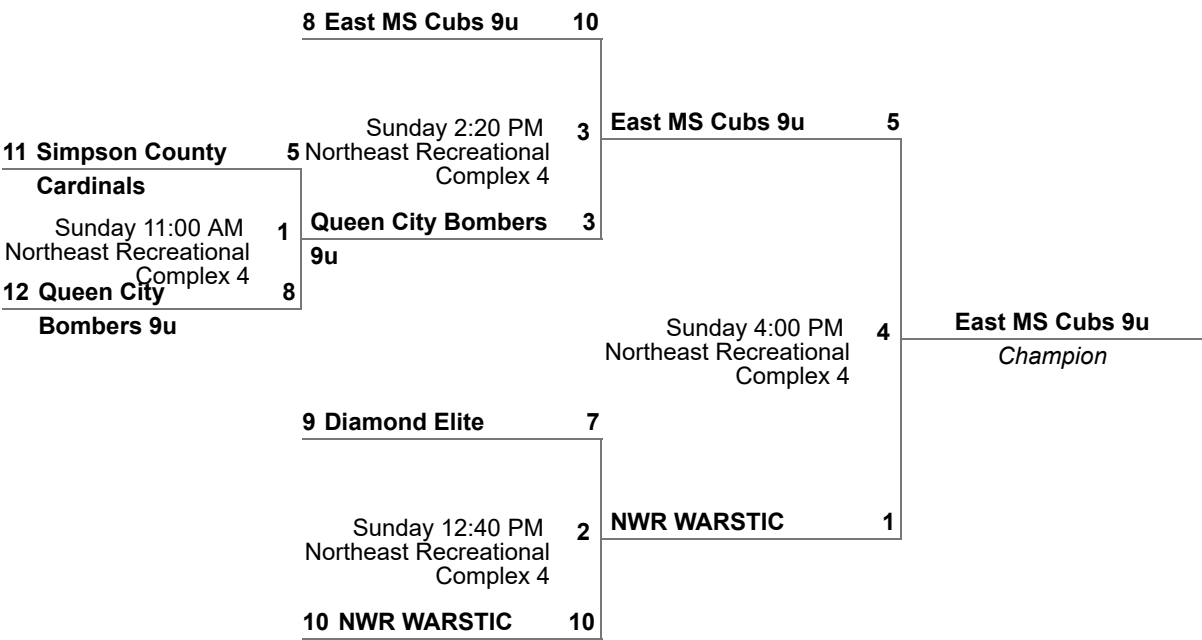 8 East MS Cubs 9u 10
Sunday 2:20 PM 3
Northeast Recreational
Complex 4
East MS Cubs 9u 5
11 Simpson County 5
Cardinals
Sunday 11:00 AM 1
Northeast Recreational
Complex 4
Queen City Bombers 3
9u
12 Queen City 8
Bombers 9u
Sunday 4:00 PM 4
Northeast Recreational
Complex 4
East MS Cubs 9u
Champion
9 Diamond Elite 7
Sunday 12:40 PM 2
Northeast Recreational
Complex 4
NWR WARSTIC 1
10 NWR WARSTIC 10